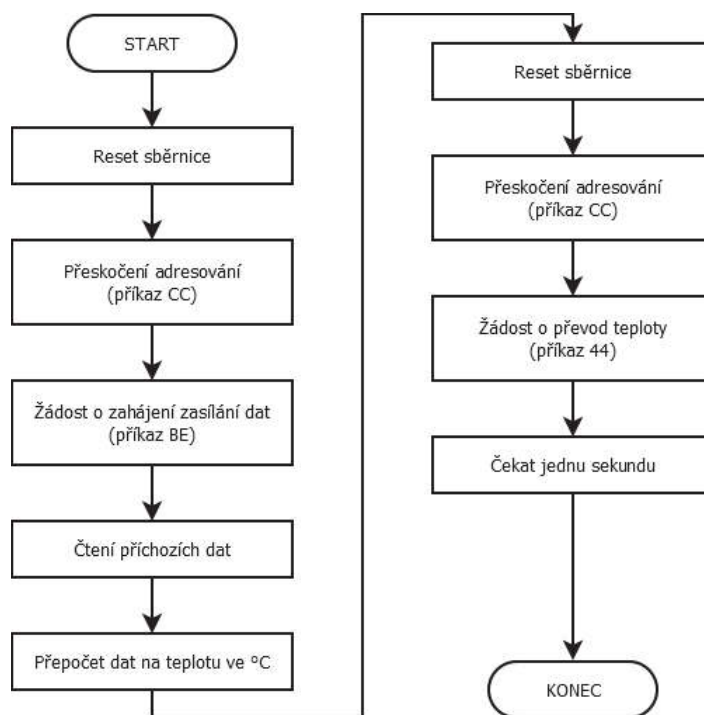 START
Reset sběrnice
Přeskočení adresování
(příkaz CC)
Žádost o zahájení zasílání dat
(příkaz BE)
Čtení příchozích dat
Přepočet dat na teplotu ve °C
Reset sběrnice
Přeskočení adresování
(příkaz CC)
Žádost o převod teploty
(příkaz 44)
Čekat jednu sekundu
KONEC